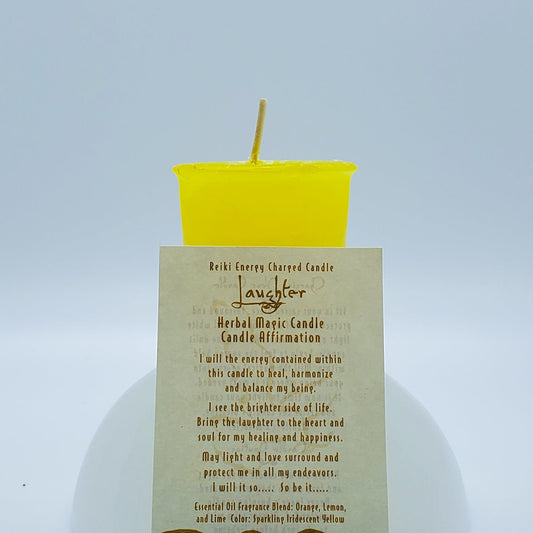 Reiki Energy Charged Candle
Laughter
Herbal Magic Candle
Candle Affirmation
I will the energy contained within
this candle to heal, harmonize
and balance my being.
I see the brighter side of life.
Bring the laughter to the heart and
soul for my healing and happiness.
May light and love surround and
protect me in all my endeavors.
I will it so..... So be it.....
Essential Oil Fragrance Blend: Orange, Lemon,
and Lime Color: Sparkling Iridescent Yellow